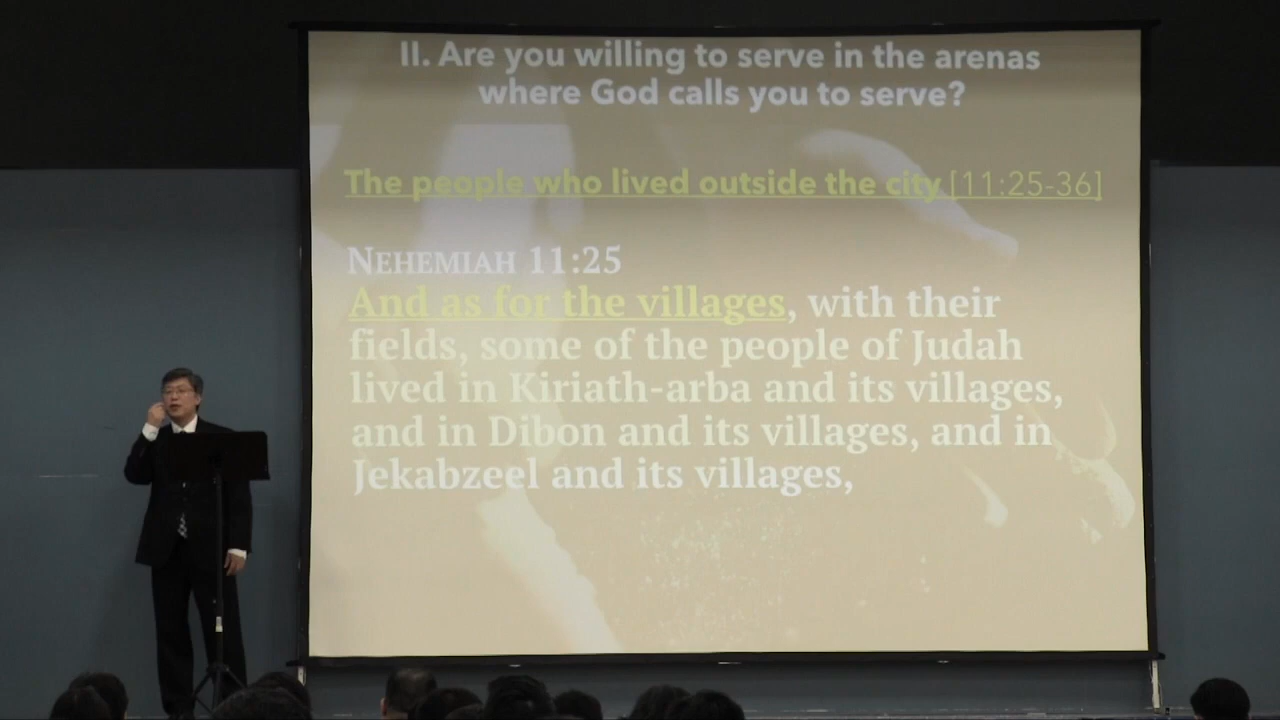 II. Are you willing to serve in the arenas
where God calls you to serve?
The people who lived outside the city [11:25-36]
NEHEMIAH 11:25
And as for the villages, with their
fields, some of the people of Judah
lived in Kiriath-arba and its villages,
and in Dibon and its villages, and in
Jekabzeel and its villages,